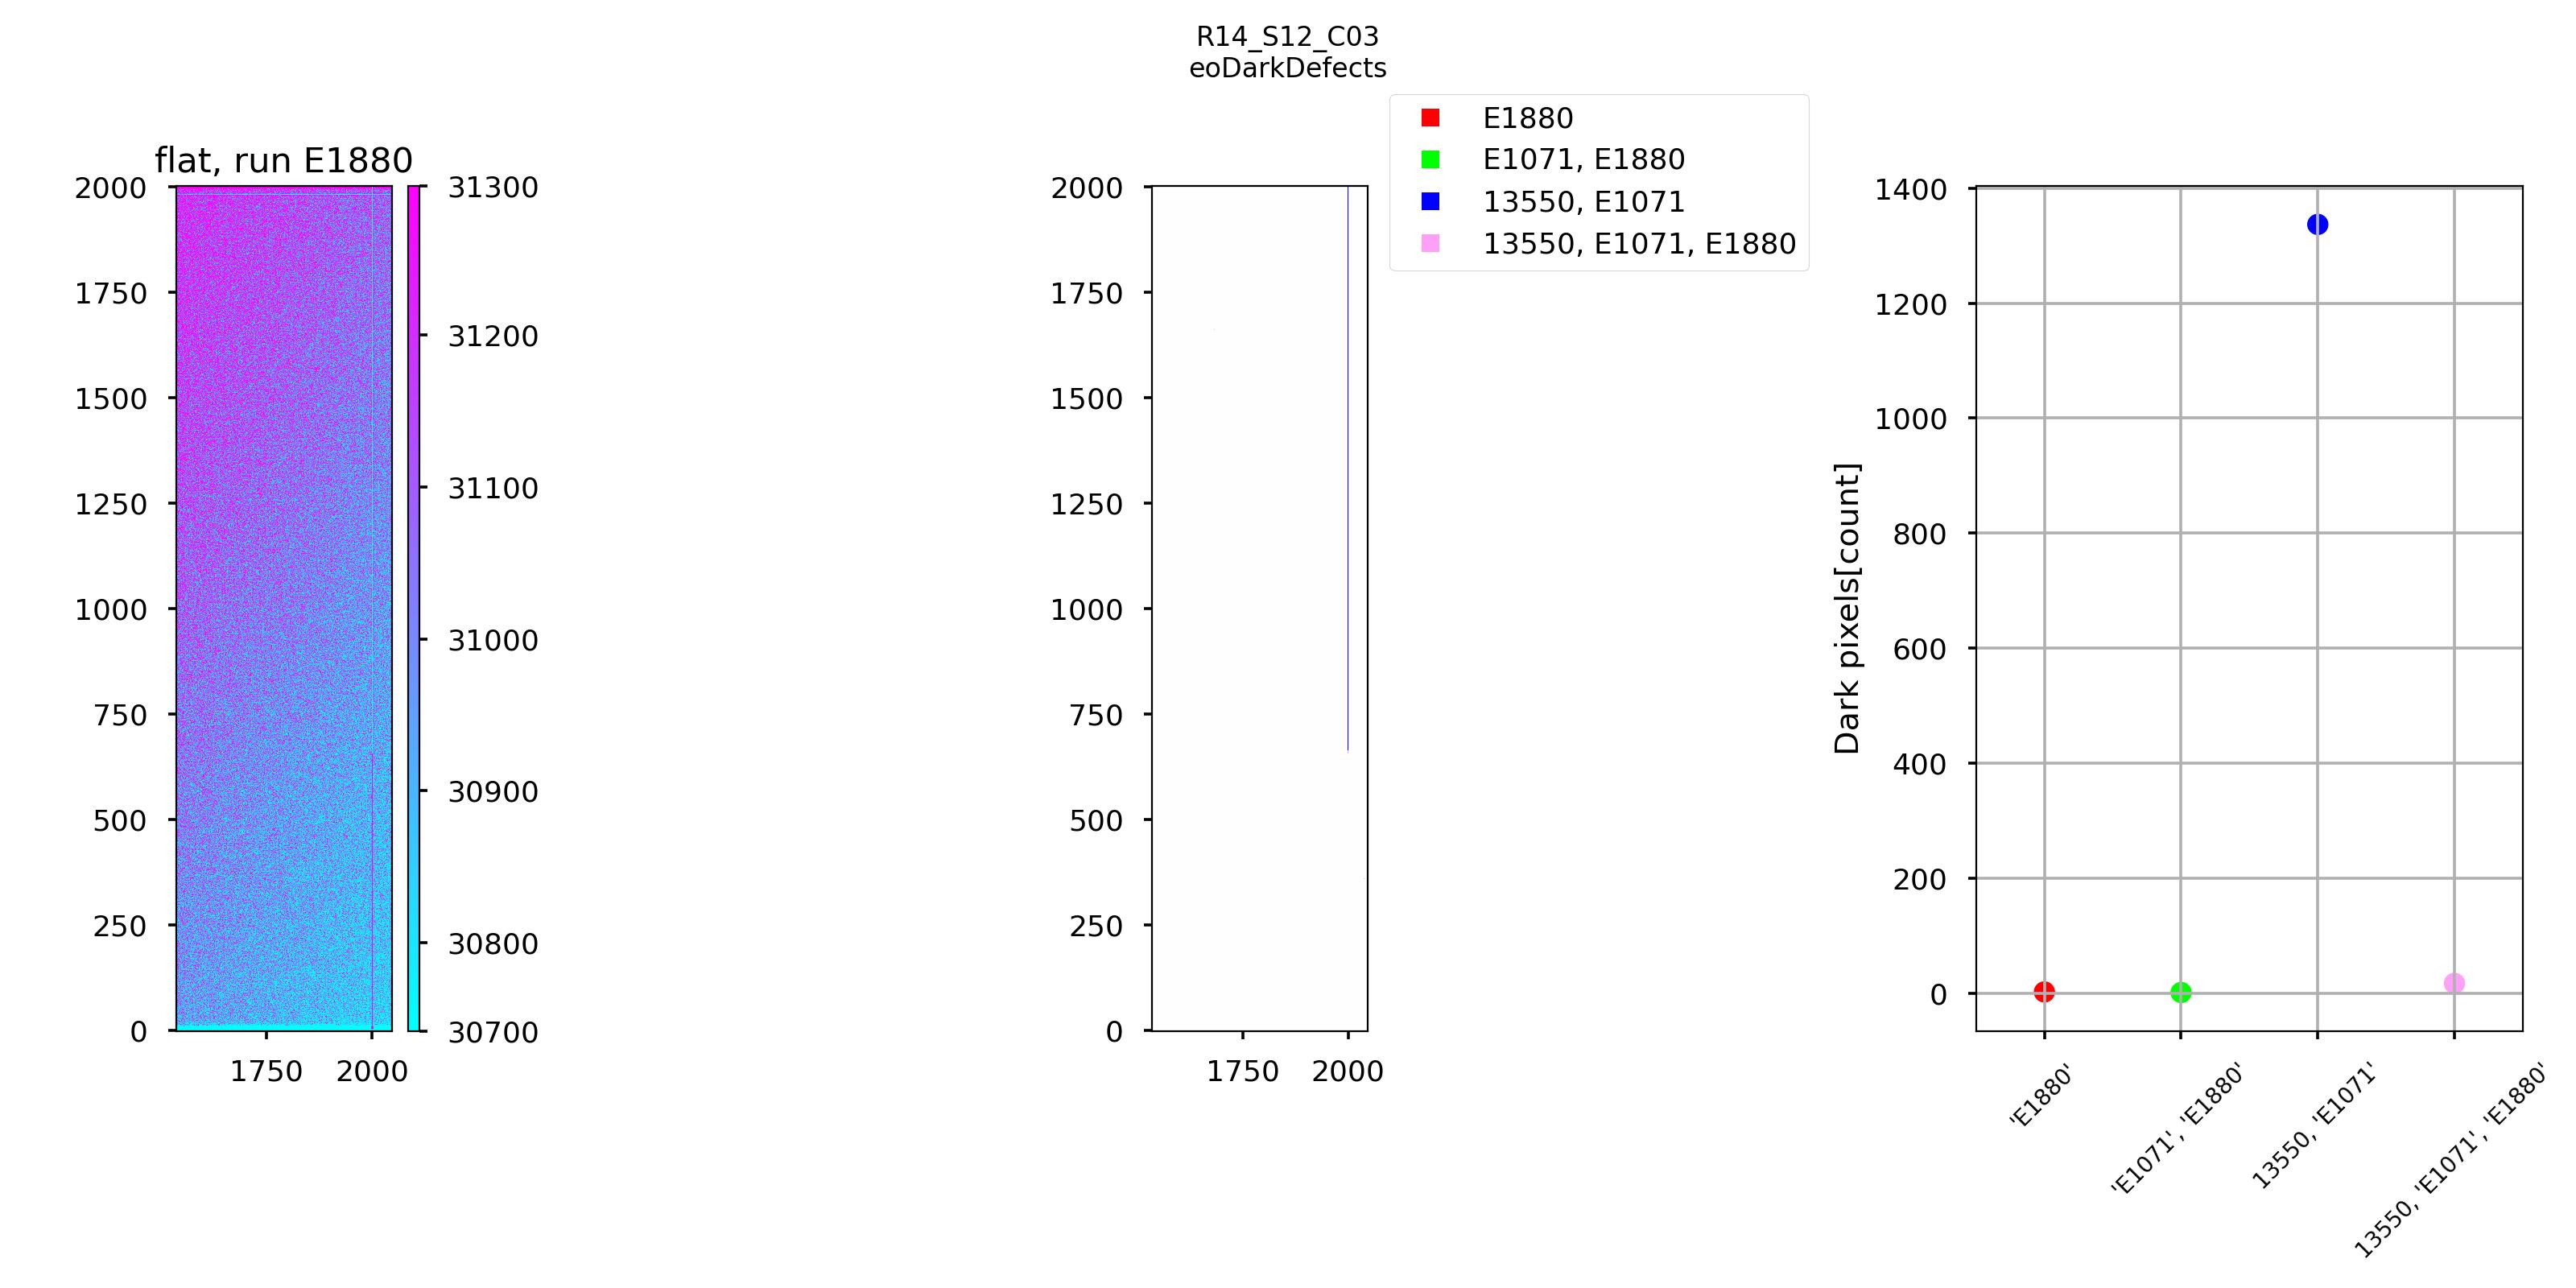 R14_S12_C03
eoDarkDefects
flat, run E1880
2000
1750
1500
1250
1000
750
500
250
0
1750 2000
31300
31200
31100
31000
30900
30800
30700
2000
1750
1500
1250
1000
750
500
250
0
1750 2000
E1880
E1071, E1880
13550, E1071
13550, E1071, E1880
Dark pixels[count]
1400
1200
1000
800
600
400
200
0
'E1880'
'E1071', 'E1880'
13550, 'E1071'
13550, 'E1071', 'E1880'